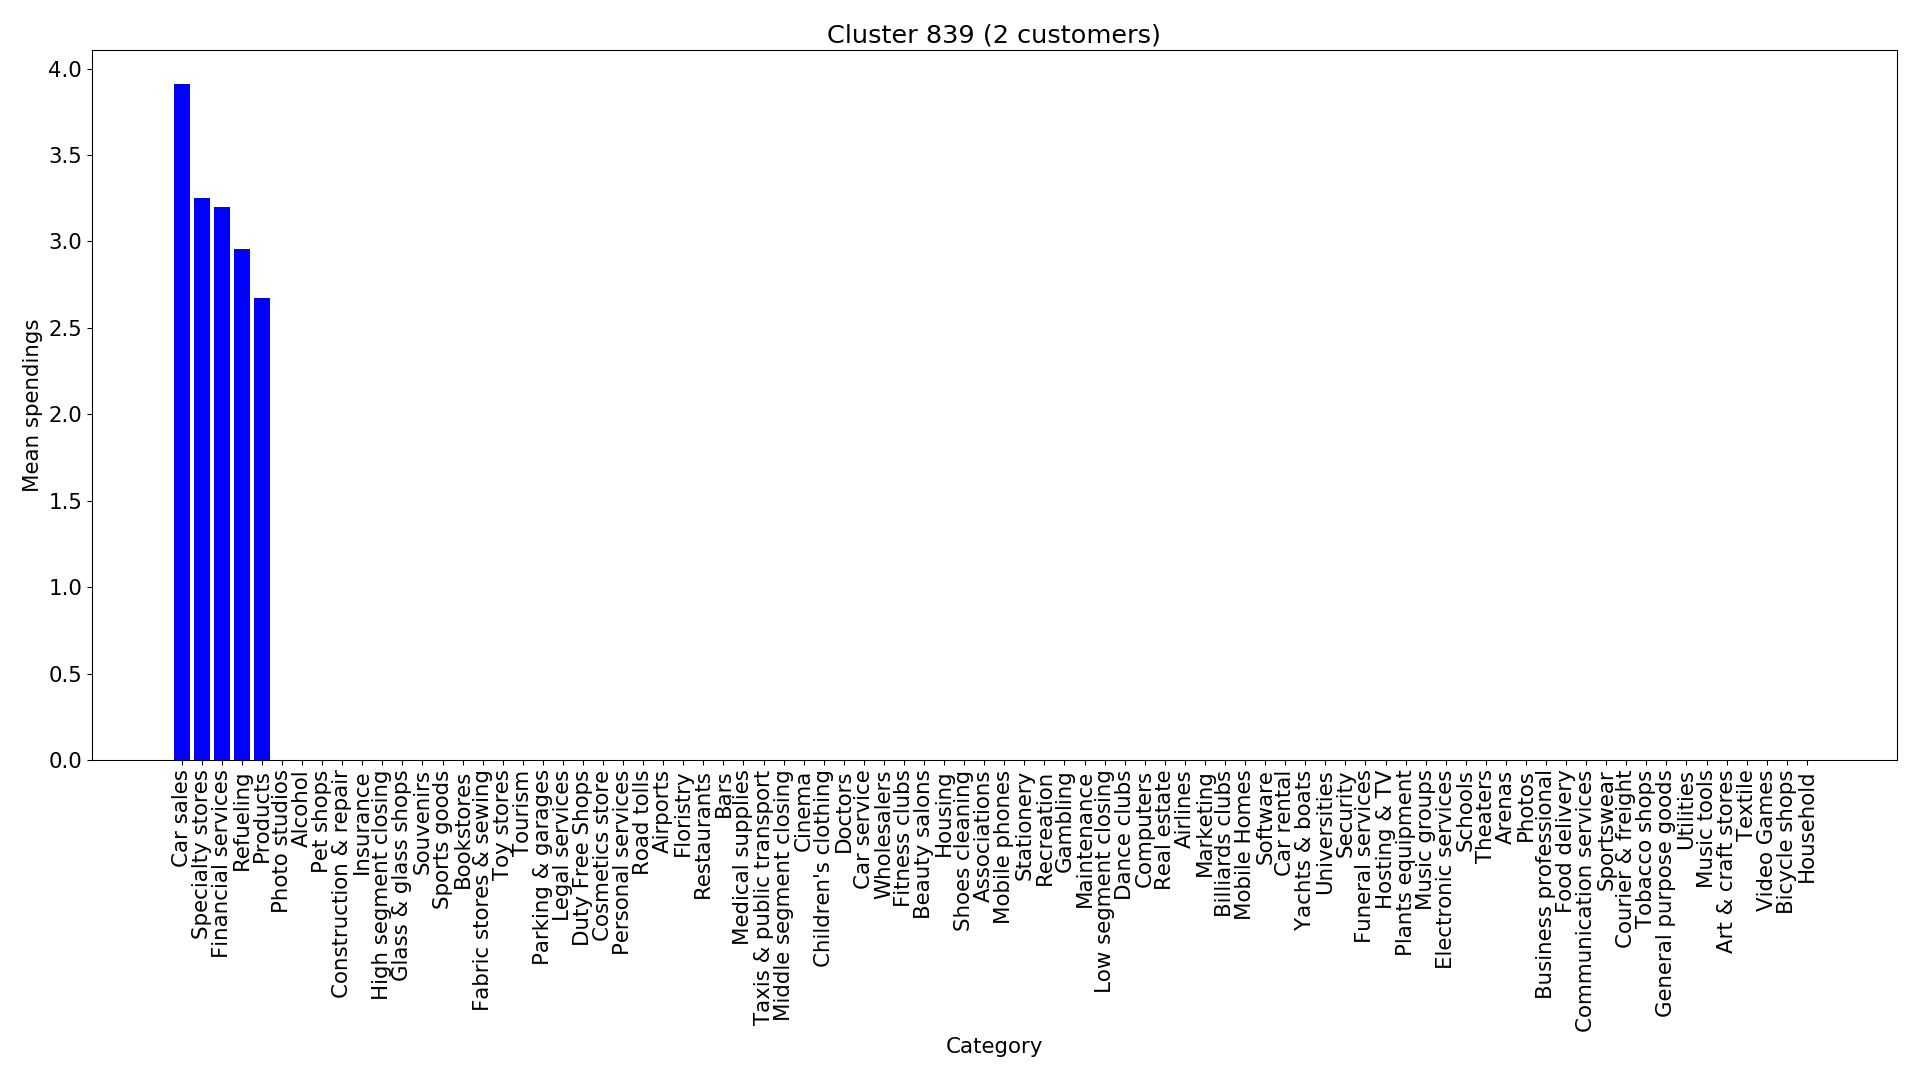 Cluster 839 (2 customers)
4.0
3.5
3.0
2.5
2.0
1.5
1.0
0.5
0.0
Mean spendings
Car sales
Specialty stores
Financial services
Refueling
Products
Photo studios
Alcohol
Pet shops
Construction & repair
Insurance
High segment closing
Glass & glass shops
Souvenirs
Sports goods
Bookstores
Fabric stores & sewing
Toy stores
Tourism
Parking & garages
Legal services
Duty Free Shops
Cosmetics store
Personal services
Road tolls
Airports
Floristry
Restaurants
Bars
Medical supplies
Taxis & public transport
Middle segment closing
Cinema
Children's clothing
Doctors
Car service
Wholesalers
Fitness clubs
Beauty salons
Housing
Shoes cleaning
Associations
Mobile phones
Stationery
Recreation
Gambling
Maintenance
Low segment closing
Dance clubs
Computers
Real estate
Airlines
Marketing
Billiards clubs
Mobile Homes
Software
Car rental
Yachts & boats
Universities
Security
Funeral services
Hosting & TV
Plants equipment
Music groups
Electronic services
Schools
Theaters
Arenas
Photos
Business professional
Food delivery
Communication services
Sportswear
Courier & freight
Tobacco shops
General purpose goods
Utilities
Music tools
Art & craft stores
Textile
Video Games
Bicycle shops
Household
Category